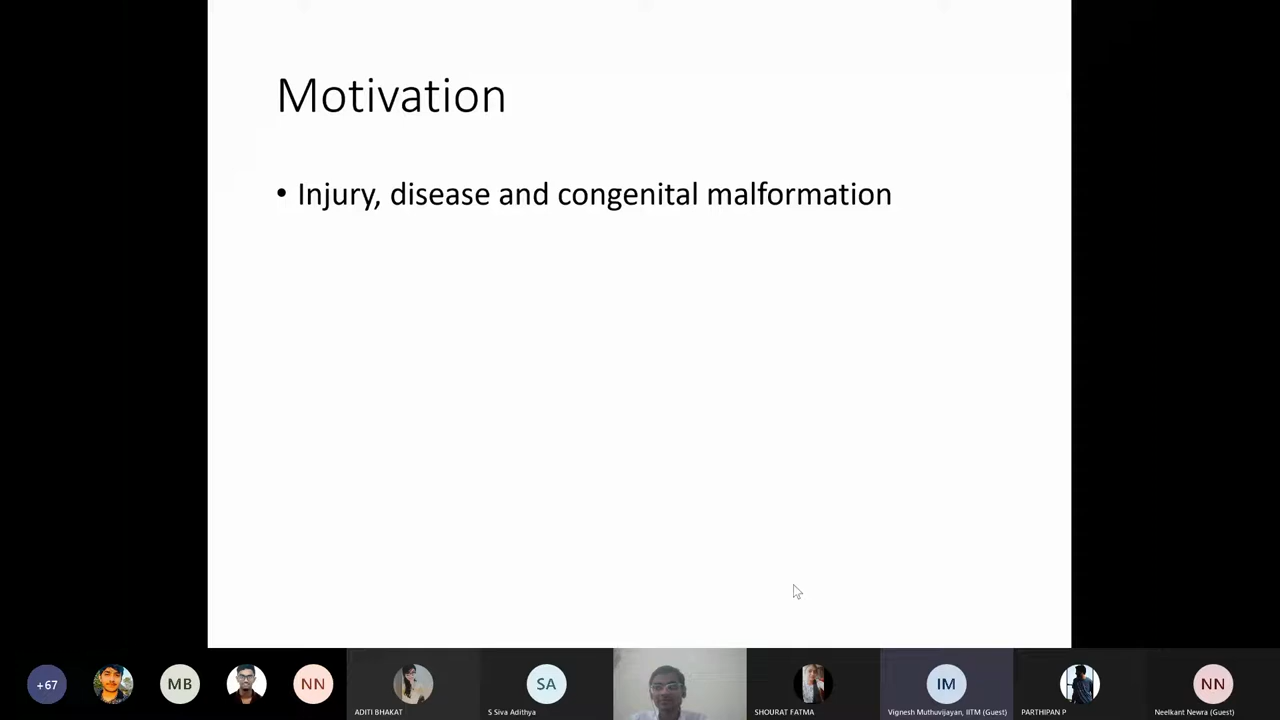 Motivation
• Injury, disease and congenital malformation
+67
MB
NN
ADITI BHAKAT
SA
S Siva Adithya
SHOURAT FATMA
IM
Vignesh Muthuvijayan, IITM (Guest)
PARTHIPAN P
NN
Neelkant Newra (Guest)